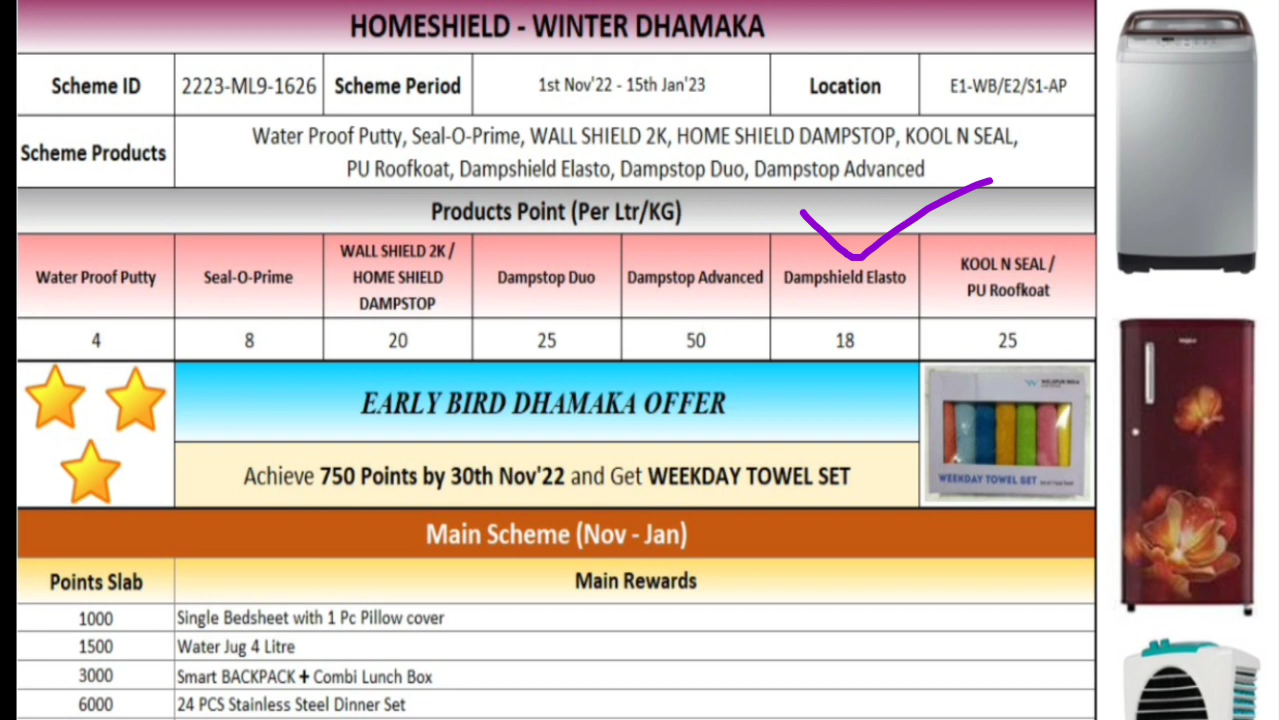 HOMESHIELD - WINTER DHAMAKA
Scheme ID 2223-ML9-1626 Scheme Period 1st Nov'22 - 15th Jan'23 Location E1-WB/E2/S1-AP
Scheme Products
Water Proof Putty, Seal-O-Prime, WALL SHIELD 2K, HOME SHIELD DAMPSTOP, KOOL N SEAL,
PU Roofkoat, Dampshield Elasto, Dampstop Duo, Dampstop Advanced
Products Point (Per Ltr/KG)
Water Proof Putty
Seal-O-Prime
WALL SHIELD 2K /
HOME SHIELD
DAMPSTOP
Dampstop Duo
Dampstop Advanced
Dampshield Elasto
KOOL N SEAL /
PU Roofkoat
4 8 20 25 50 18 25
EARLY BIRD DHAMAKA OFFER
Achieve 750 Points by 30th Nov'22 and Get WEEKDAY TOWEL SET
WEEKDAY TOWEL SET
Main Scheme (Nov - Jan)
Points Slab Main Rewards
1000 Single Bedsheet with 1 Pc Pillow cover
1500 Water Jug 4 Litre
3000 Smart BACKPACK + Combi Lunch Box
6000 24 PCS Stainless Steel Dinner Set